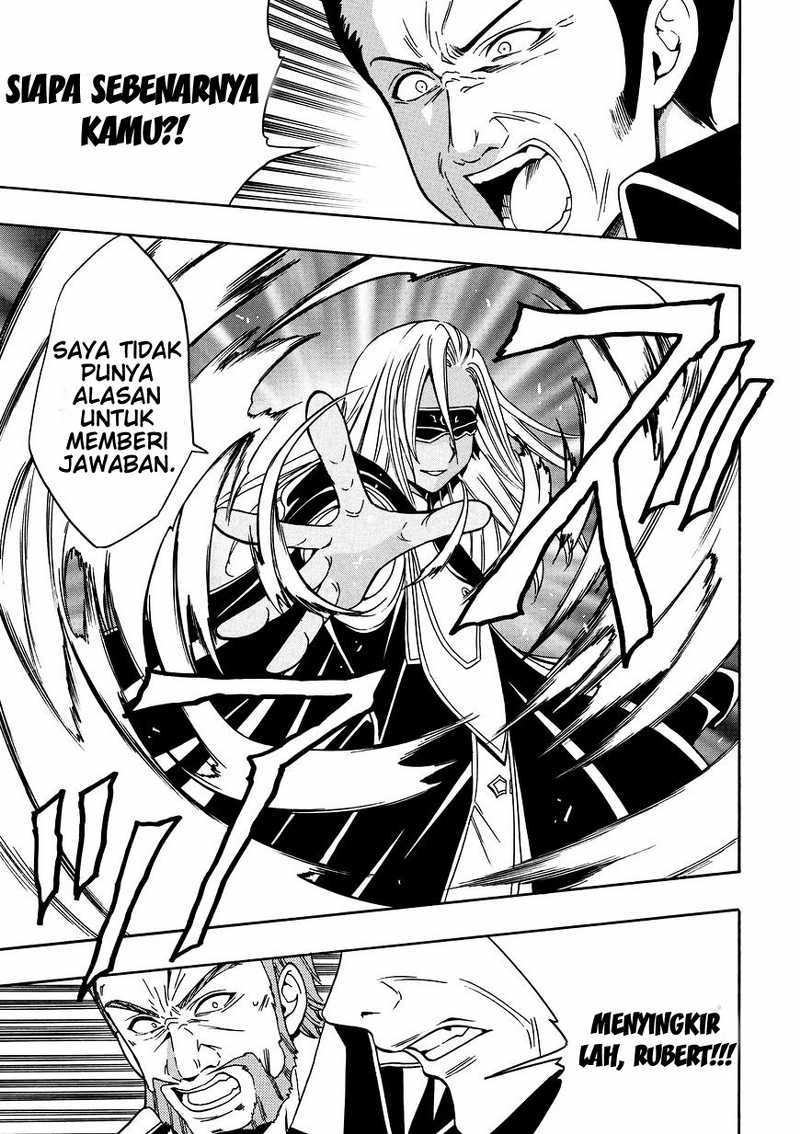 SIAPA SEBENARNYA
KAMU?!
SAYA TIDAK
PUNYA
ALASAN
UNTUK
MEMBERI
JAWABAN.
MENYINGKIR
LAH, RUBERT!!!